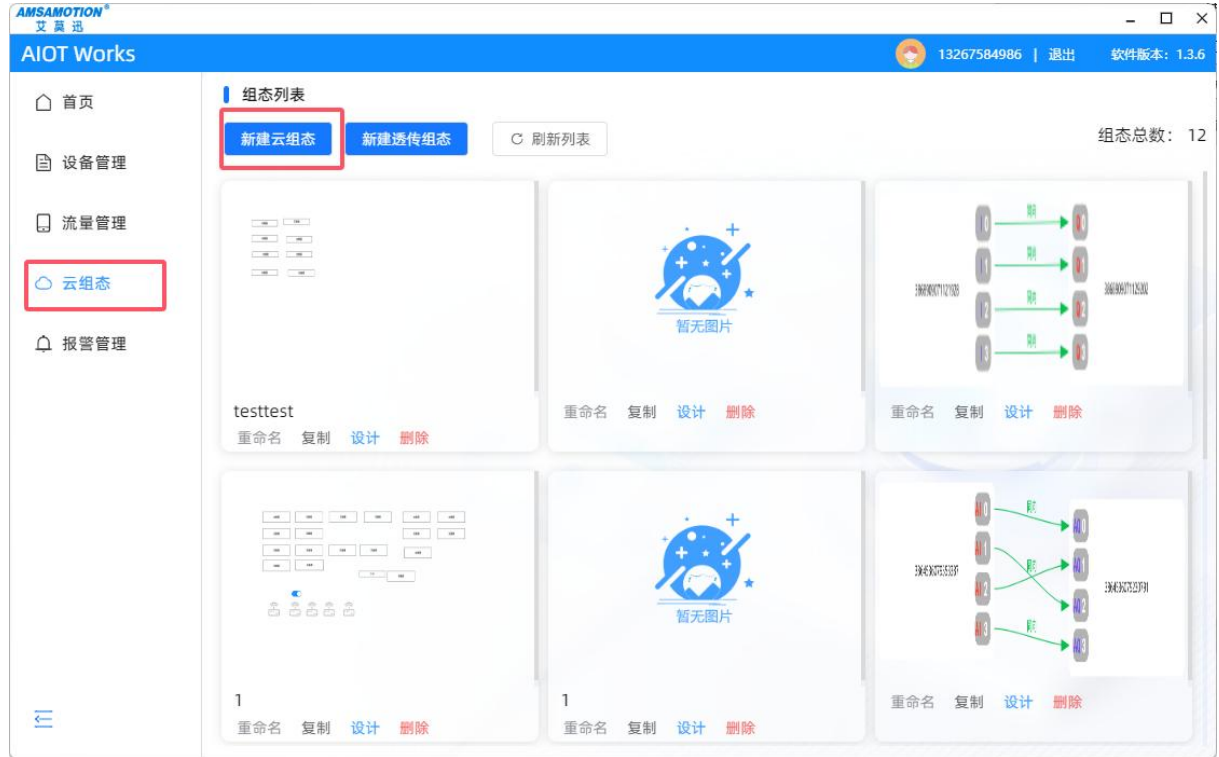 AMSAMOTION®
艾莫迅
AIOT Works
13267584986 | 退出 软件版本：1.3.6
首页
设备管理
流量管理
云组态
报警管理
组态列表
新建云组态 新建透传组态 刷新列表 组态总数：12
暂无图片
testtest
重命名 复制 设计 删除
重命名 复制 设计 删除
重命名 复制 设计 删除
暂无图片
1
重命名 复制 设计 删除
1
重命名 复制 设计 删除
重命名 复制 设计 删除